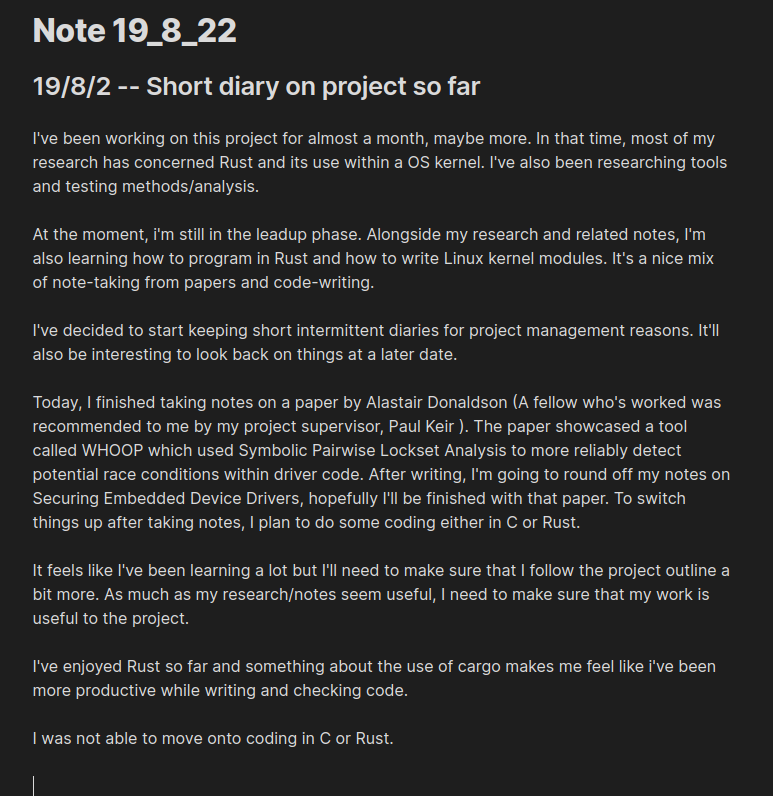 Note 19_8_22
19/8/2 -- Short diary on project so far
I've been working on this project for almost a month, maybe more. In that time, most of my
research has concerned Rust and its use within a OS kernel. I've also been researching tools
and testing methods/analysis.
At the moment, i'm still in the leadup phase. Alongside my research and related notes, I'm
also learning how to program in Rust and how to write Linux kernel modules. It's a nice mix
of note-taking from papers and code-writing.
I've decided to start keeping short intermittent diaries for project management reasons. It'll
also be interesting to look back on things at a later date.
Today, I finished taking notes on a paper by Alastair Donaldson (A fellow who's worked was
recommended to me by my project supervisor, Paul Keir ). The paper showcased a tool
called WHOOP which used Symbolic Pairwise Lockset Analysis to more reliably detect
potential race conditions within driver code. After writing, I'm going to round off my notes on
Securing Embedded Device Drivers, hopefully I'll be finished with that paper. To switch
things up after taking notes, I plan to do some coding either in C or Rust.
It feels like I've been learning a lot but I'll need to make sure that I follow the project outline a
bit more. As much as my research/notes seem useful, I need to make sure that my work is
useful to the project.
I've enjoyed Rust so far and something about the use of cargo makes me feel like i've been
more productive while writing and checking code.
I was not able to move onto coding in C or Rust.